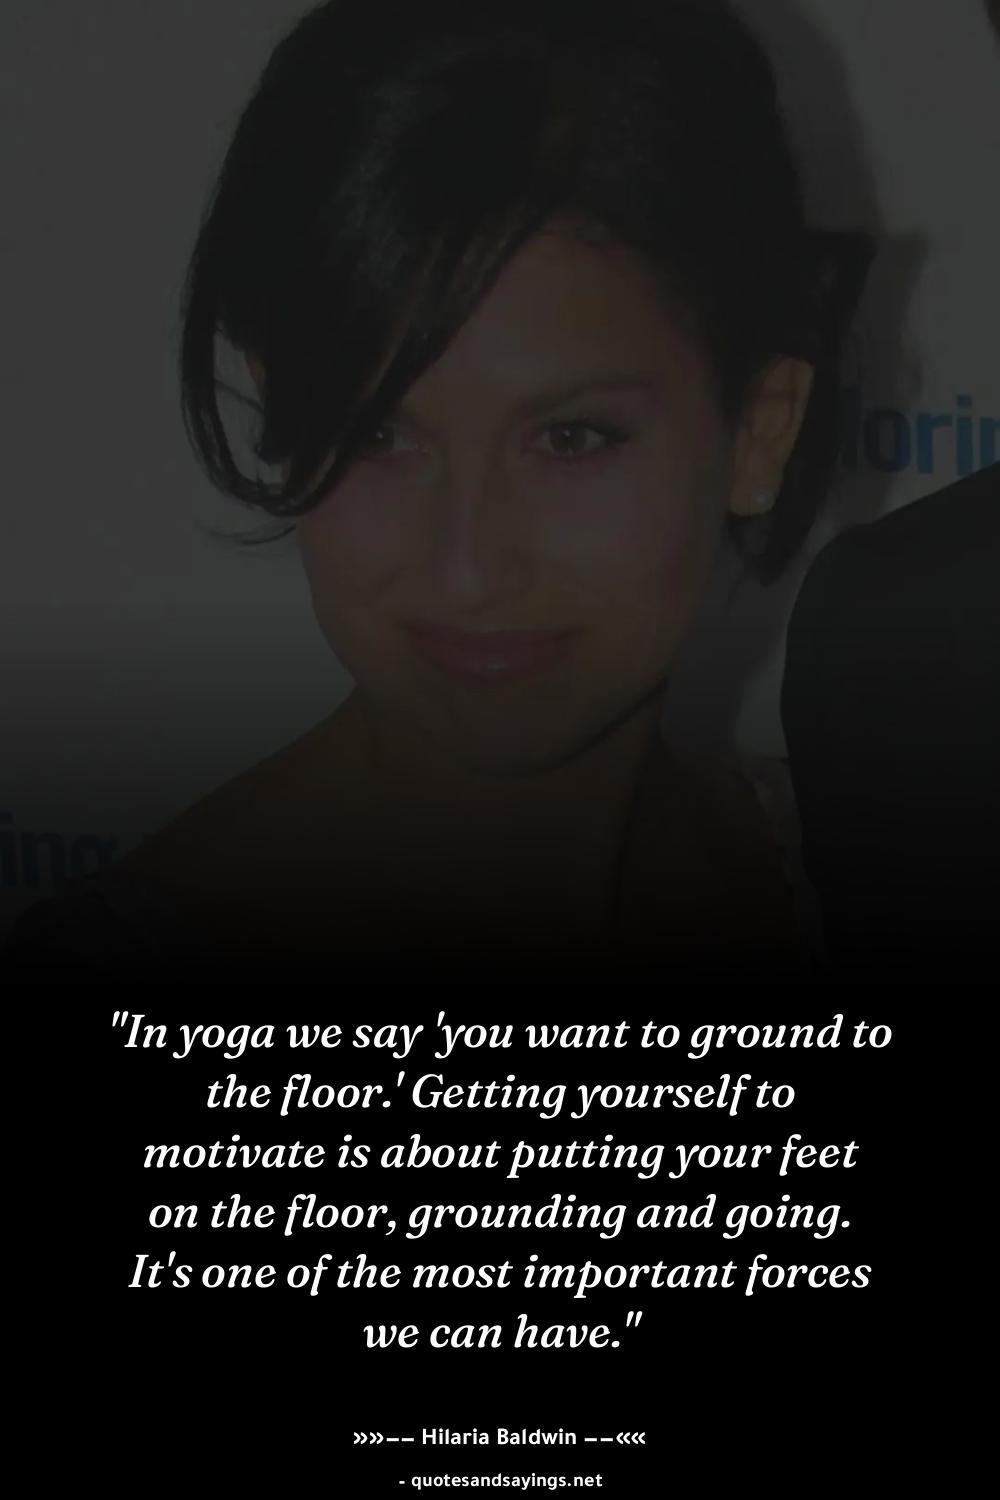 lorin
ing
"In yoga we say 'you want to ground to
the floor.' Getting yourself to
motivate is about putting your feet
on the floor, grounding and going.
It's one of the most important forces
we can have."
»»–– Hilaria Baldwin ––««
- quotesandsayings.net